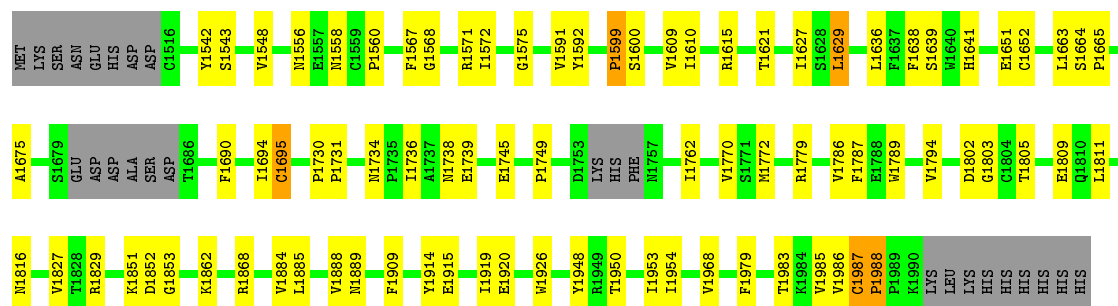 MET LYS SER ASN GLU HIS ASP ASP C1516 Y1542 S1543 V1548 N1556 E1557 N1558 C1559 P1560 F1567 G1568 R1571 I1572 G1575 V1591 Y1592 P1599 S1600 V1609 I1610 R1615 T1621 I1627 S1628 L1629 L1636 F1637 F1638 S1639 W1640 H1641 E1651 C1652 L1663 S1664 P1665
A1675 S1679 GLU ASP ASP ALA SER ASP T1686 F1690 I1694 C1695 P1730 P1731 N1734 P1735 I1736 A1737 N1738 E1739 E1745 P1749 D1753 LYS HIS PHE N1757 I1762 V1770 S1771 M1772 R1779 V1786 F1787 E1788 W1789 V1794 D1802 G1803 C1804 T1805 E1809 Q1810 L1811
N1816 V1827 T1828 R1829 K1851 D1852 G1853 K1862 R1868 V1884 L1885 V1888 N1889 F1909 Y1914 E1915 I1919 E1920 W1926 Y1948 R1949 T1950 I1953 I1954 V1968 F1979 T1983 K1984 V1985 V1986 C1987 P1988 P1989 K1990 LYS LEU LYS HIS HIS HIS HIS HIS HIS